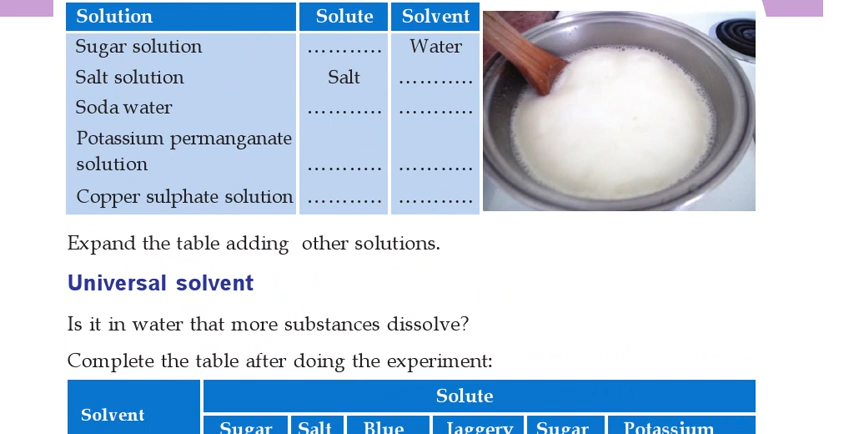 Solution Solute Solvent
Sugar solution ........... Water
Salt solution Salt ...........
Soda water ........... ...........
Potassium permanganate
solution ........... ...........
Copper sulphate solution ........... ...........
Expand the table adding other solutions.
Universal solvent
Is it in water that more substances dissolve?
Complete the table after doing the experiment:
Solute
Solvent
Sugar Salt Blue Jaggery Sugar Potassium